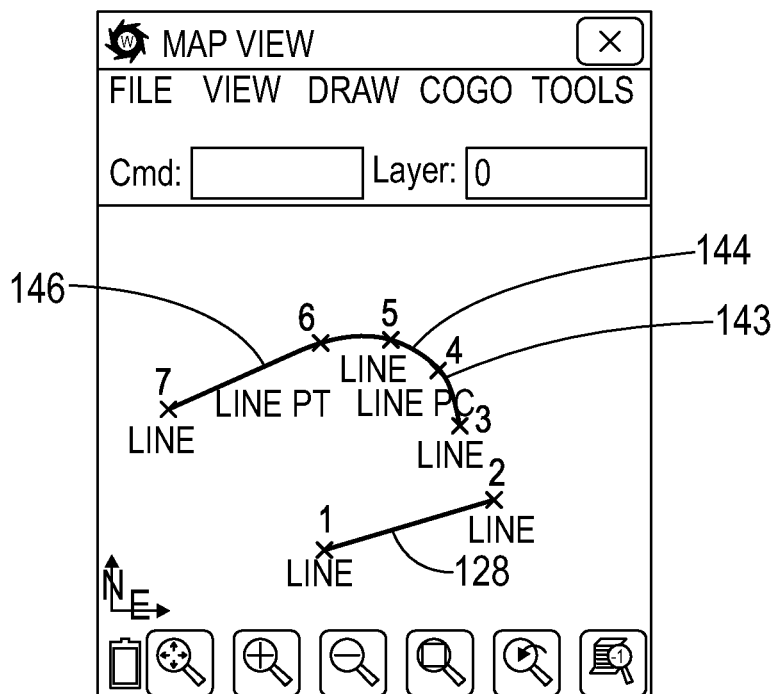 W MAP VIEW
FILE VIEW DRAW COGO TOOLS
Cmd: Layer: 0
144
146
143
6
5
4
LINE
7
LINE PT
LINE PC
3
LINE
LINE
2
1
LINE
LINE
128
N
E
-1